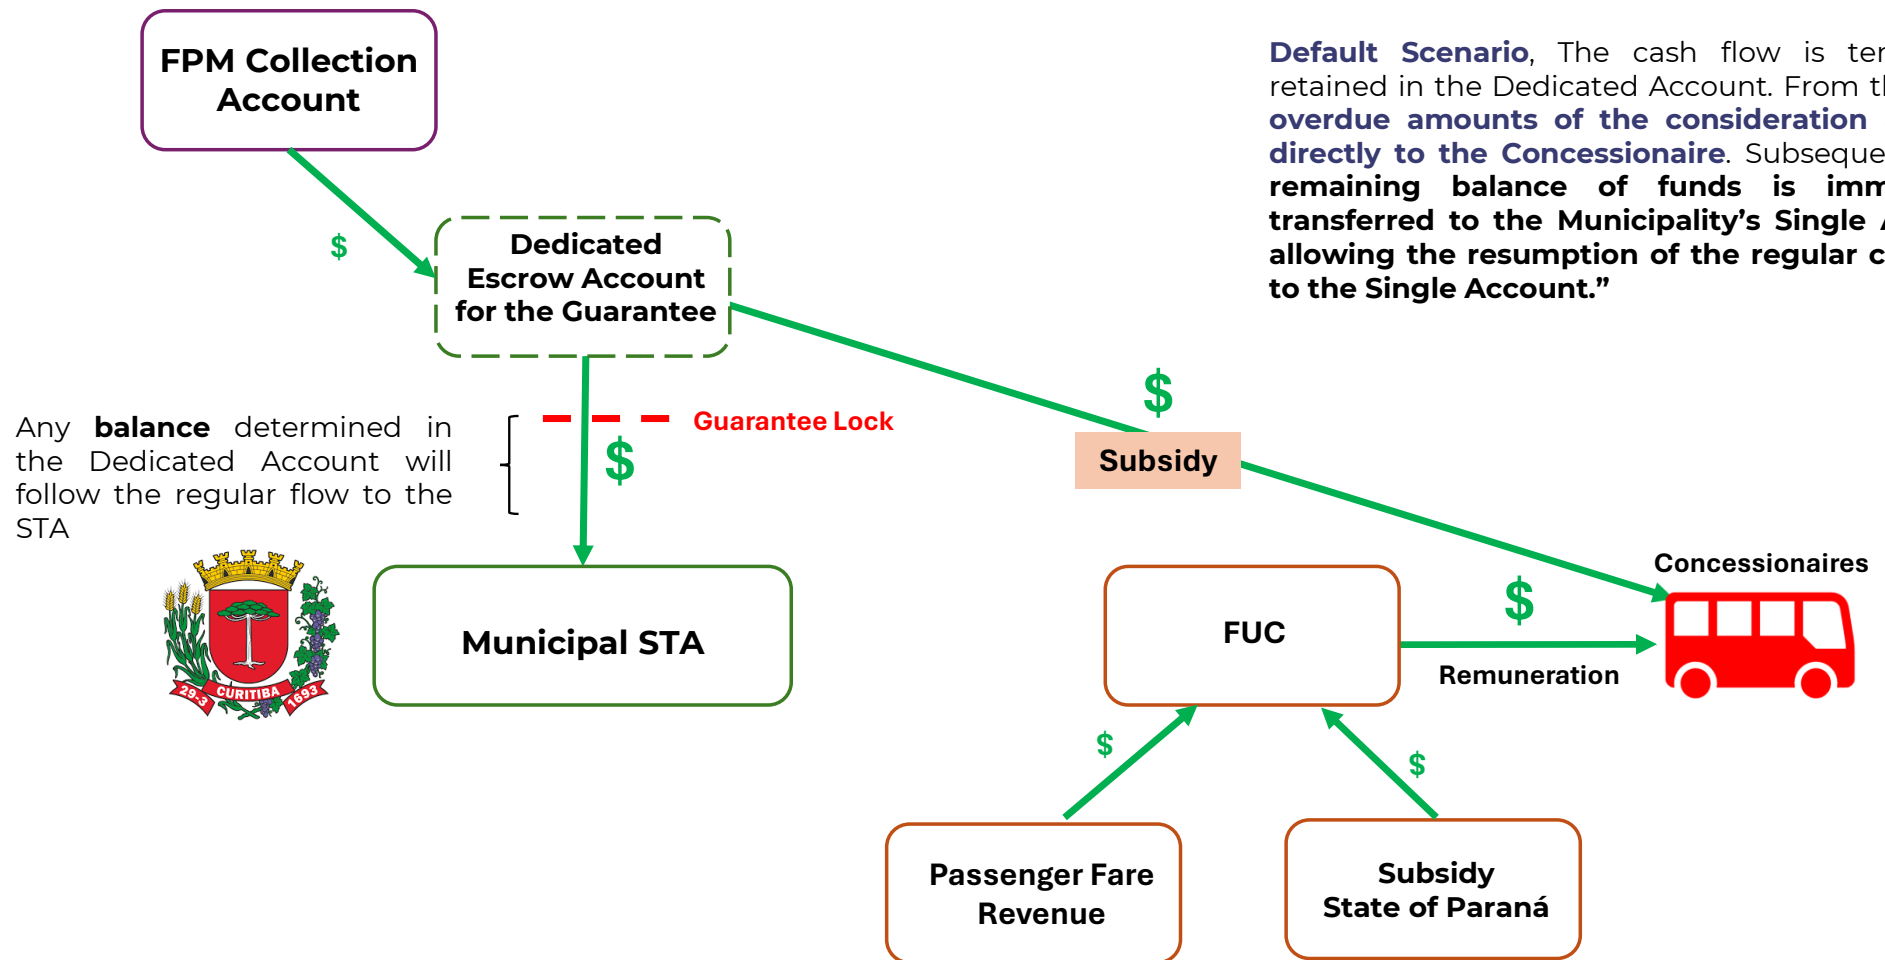 FPM Collection
Account
Default Scenario, The cash flow is
retained in the Dedicated Account. From
overdue amounts of the consideration
directly to the Concessionaire.
remaining balance of funds is
transferred to the Municipality’s Single
allowing the resumption of the regular
to the Single Account.”
$
Dedicated
Escrow Account
for the Guarantee
$
Subsidy
Guarantee Lock
$
Any balance determined in
the Dedicated Account will
follow the regular flow to the
STA
29-3 CURITIBA 1693
Municipal STA
FUC
$
Remuneration
Concessionaires
$
$
Passenger Fare
Revenue
Subsidy
State of Paraná